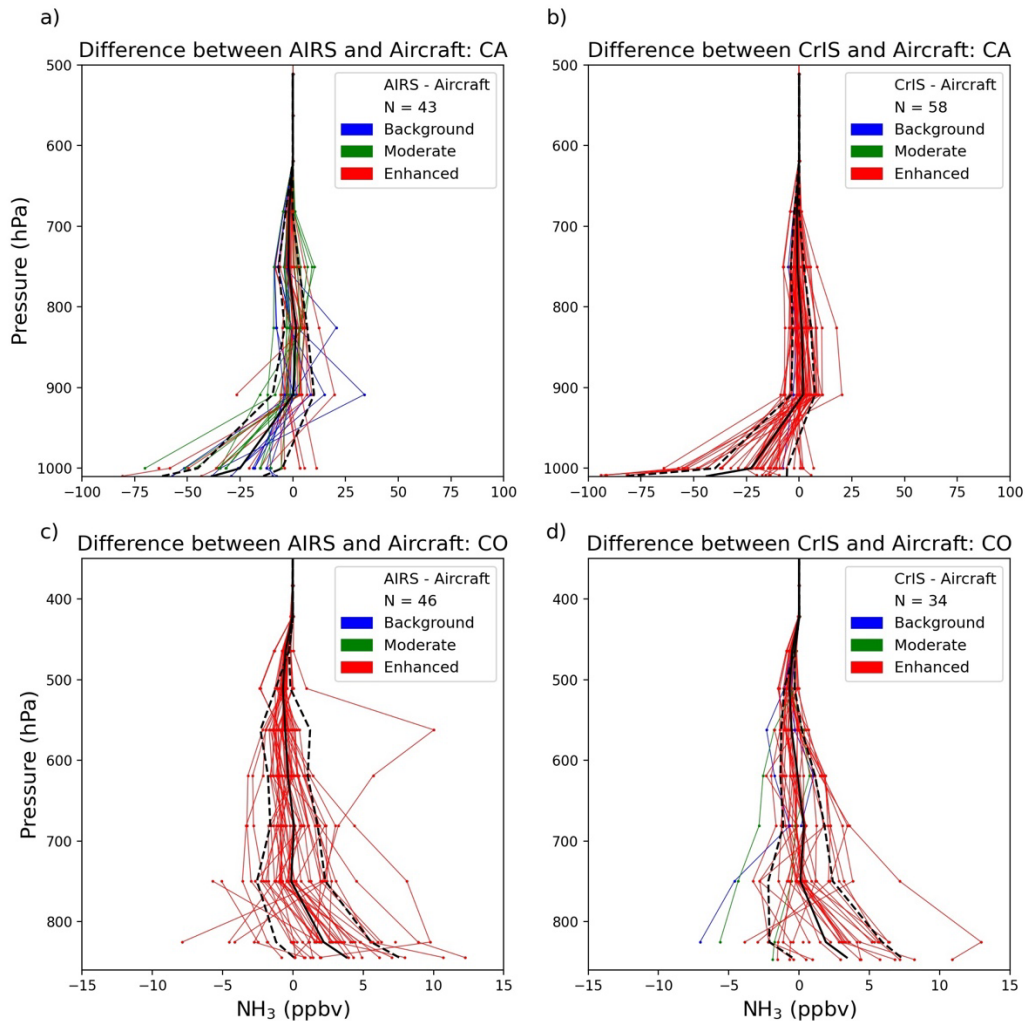 a)
Difference between AIRS and Aircraft: CA
AIRS - Aircraft
N = 43
Background
Moderate
Enhanced
500
600
700
800
900
1000
Pressure (hPa)
−100 −75 −50 −25 0 25 50 75 100
b)
Difference between CrIS and Aircraft: CA
CrIS - Aircraft
N = 58
Background
Moderate
Enhanced
500
600
700
800
900
1000
−100 −75 −50 −25 0 25 50 75 100
c)
Difference between AIRS and Aircraft: CO
AIRS - Aircraft
N = 46
Background
Moderate
Enhanced
400
500
600
700
800
Pressure (hPa)
−15 −10 −5 0 5 10 15
NH₃ (ppbv)
d)
Difference between CrIS and Aircraft: CO
CrIS - Aircraft
N = 34
Background
Moderate
Enhanced
400
500
600
700
800
−15 −10 −5 0 5 10 15
NH₃ (ppbv)